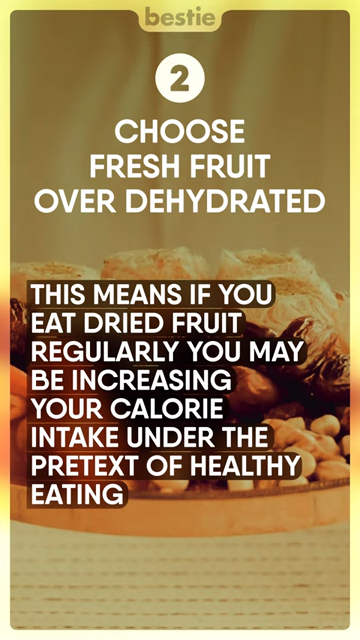 bestie
2
CHOOSE
FRESH FRUIT
OVER DEHYDRATED
THIS MEANS IF YOU
EAT DRIED FRUIT
REGULARLY YOU MAY
BE INCREASING
YOUR CALORIE
INTAKE UNDER THE
PRETEXT OF HEALTHY
EATING